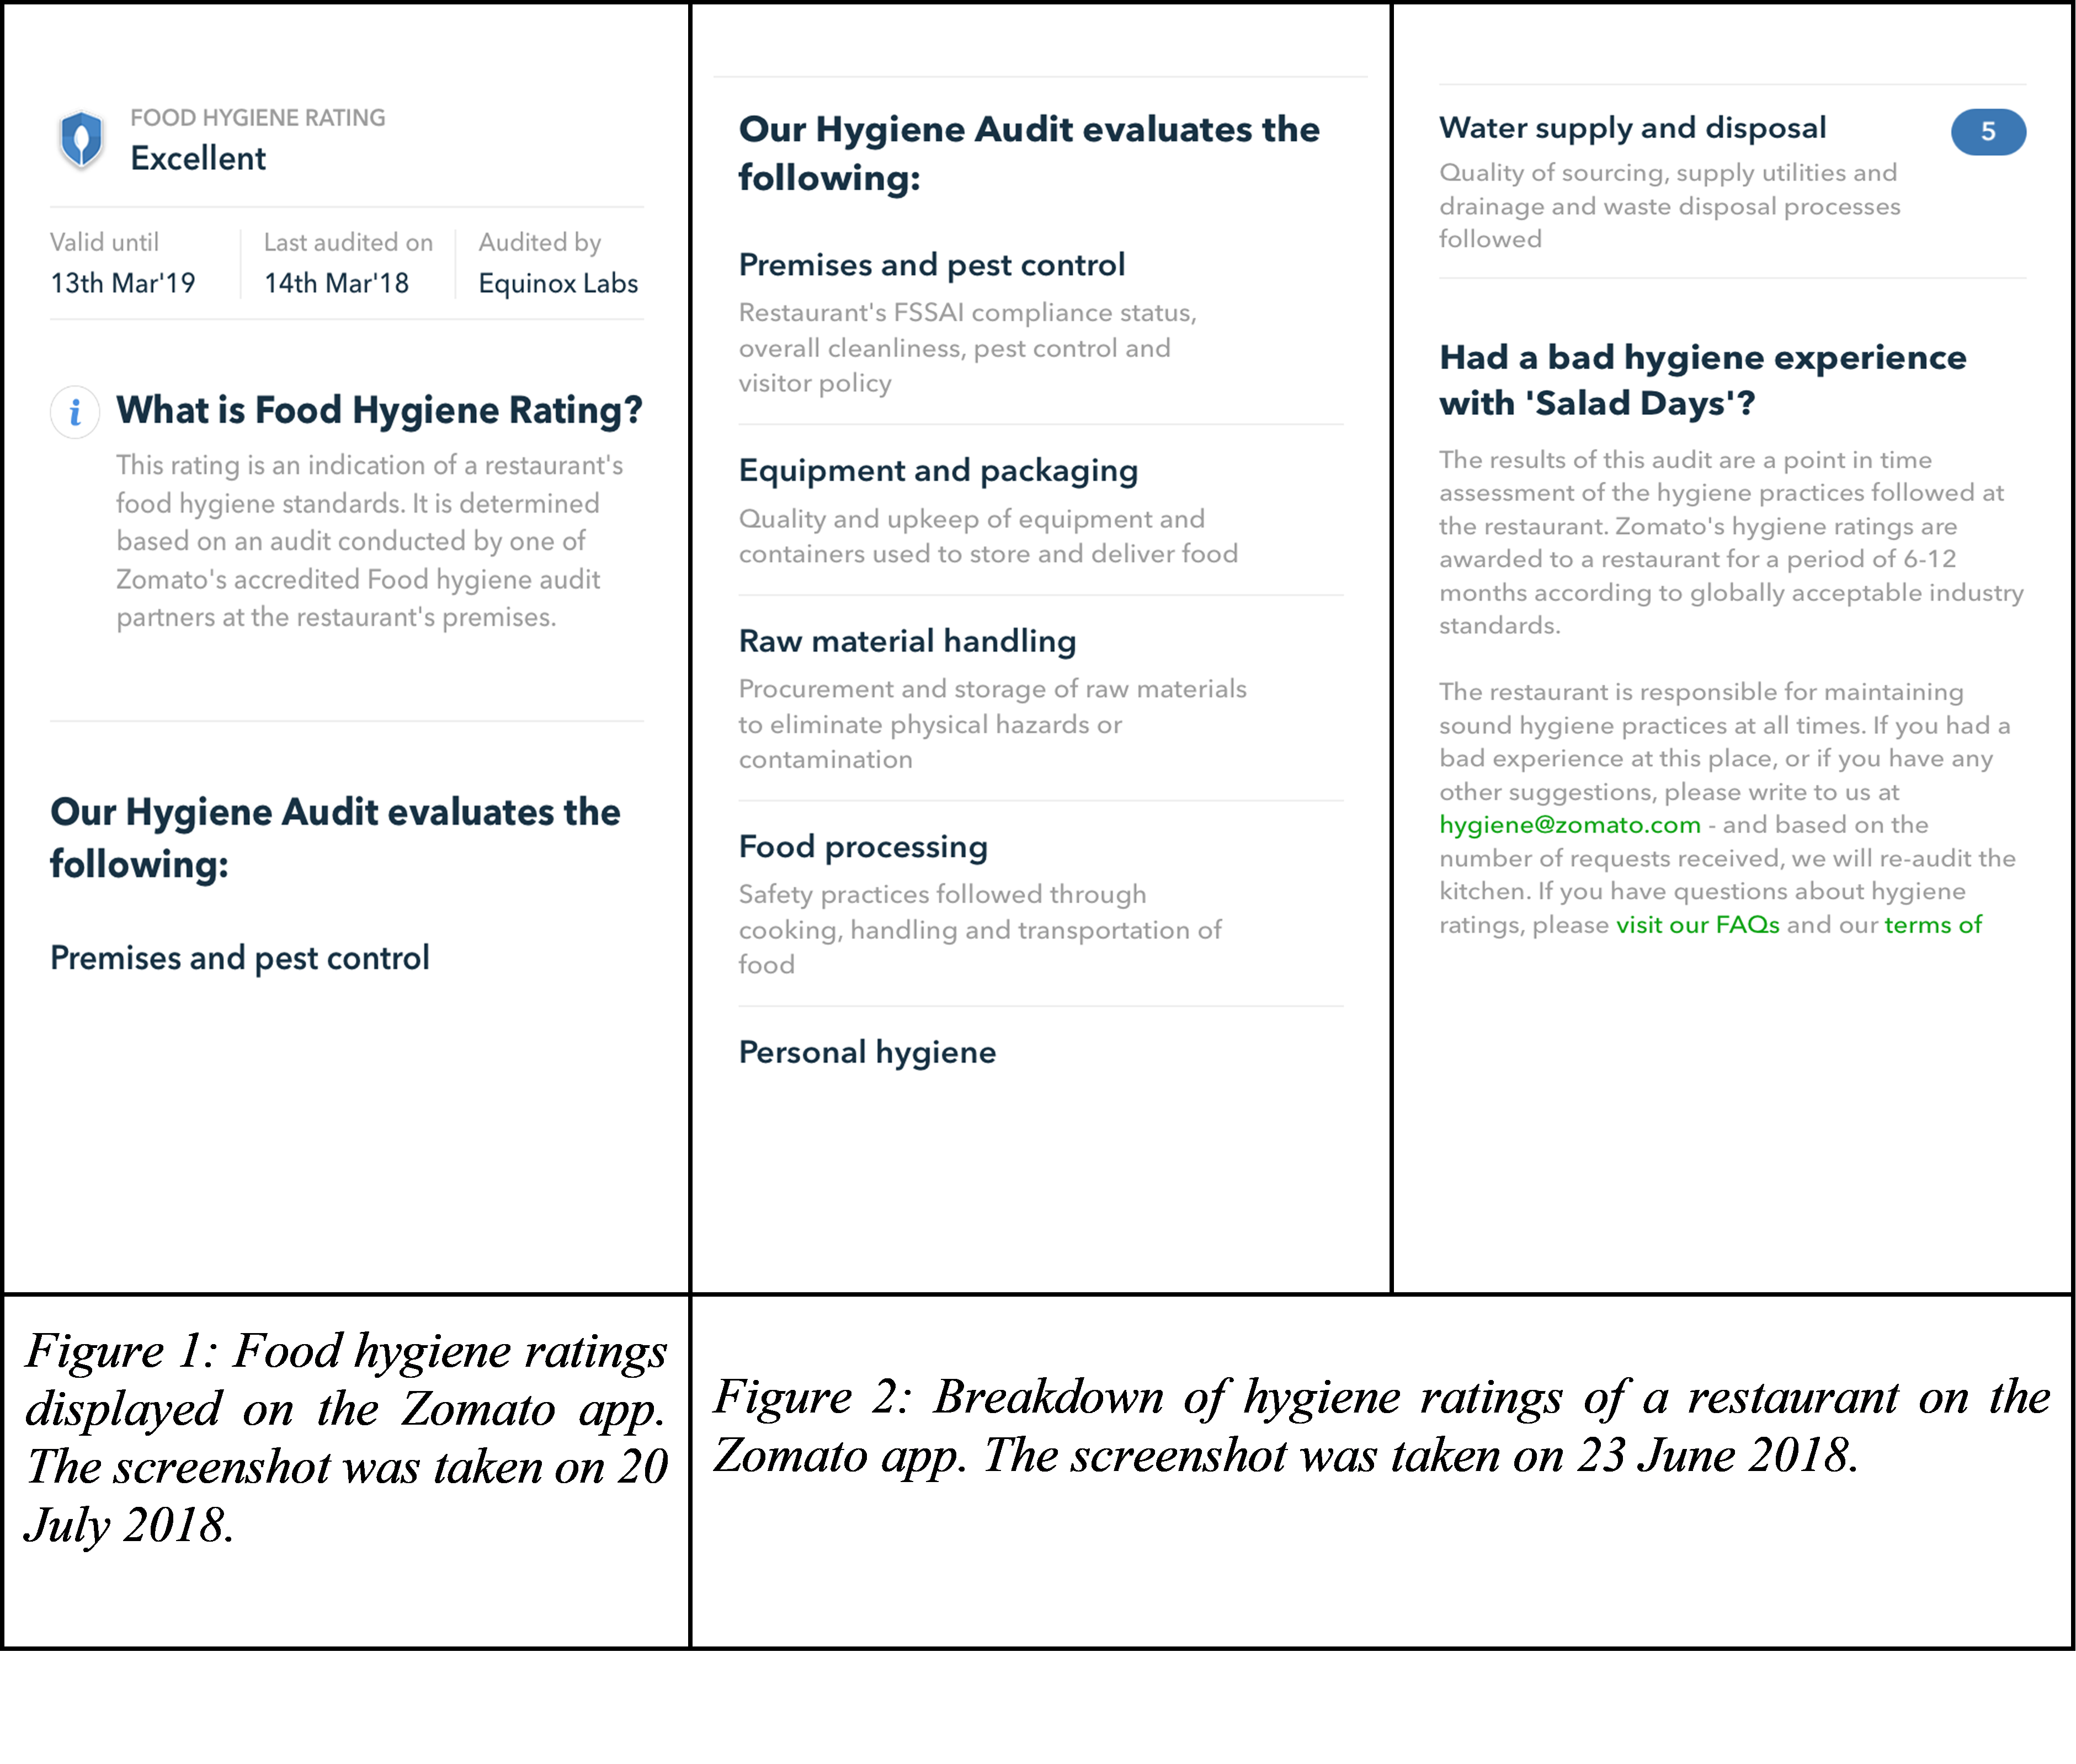 FOOD HYGIENE RATING
Excellent
Valid until
13th Mar'19
Last audited on
14th Mar'18
Audited by
Equinox Labs
i
What is Food Hygiene Rating?
This rating is an indication of a restaurant's
food hygiene standards. It is determined
based on an audit conducted by one of
Zomato's accredited Food hygiene audit
partners at the restaurant's premises.
Our Hygiene Audit evaluates the
following:
Premises and pest control
Our Hygiene Audit evaluates the
following:
Premises and pest control
Restaurant's FSSAI compliance status,
overall cleanliness, pest control and
visitor policy
Equipment and packaging
Quality and upkeep of equipment and
containers used to store and deliver food
Raw material handling
Procurement and storage of raw materials
to eliminate physical hazards or
contamination
Food processing
Safety practices followed through
cooking, handling and transportation of
food
Personal hygiene
Water supply and disposal
5
Quality of sourcing, supply utilities and
drainage and waste disposal processes
followed
Had a bad hygiene experience
with 'Salad Days'?
The results of this audit are a point in time
assessment of the hygiene practices followed at
the restaurant. Zomato's hygiene ratings are
awarded to a restaurant for a period of 6-12
months according to globally acceptable industry
standards.
The restaurant is responsible for maintaining
sound hygiene practices at all times. If you had a
bad experience at this place, or if you have any
other suggestions, please write to us at
hygiene@zomato.com - and based on the
number of requests received, we will re-audit the
kitchen. If you have questions about hygiene
ratings, please visit our FAQs and our terms of
Figure 1: Food hygiene ratings
displayed on the Zomato app.
The screenshot was taken on 20
July 2018.
Figure 2: Breakdown of hygiene ratings of a restaurant on the
Zomato app. The screenshot was taken on 23 June 2018.